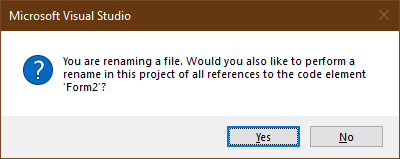 Microsoft Visual Studio
You are renaming a file. Would you also like to perform a
rename in this project of all references to the code element
'Form2'?
Yes
No